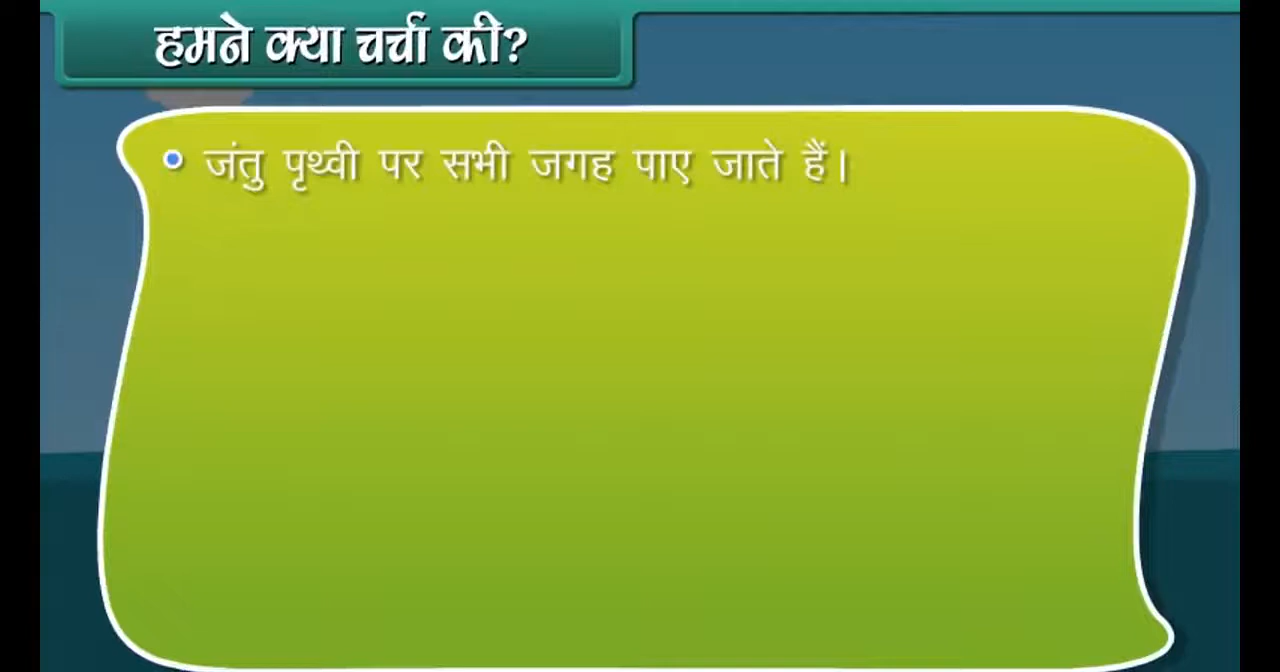 हमने क्या चर्चा की?
जंतु पृथ्वी पर सभी जगह पाए जाते हैं।